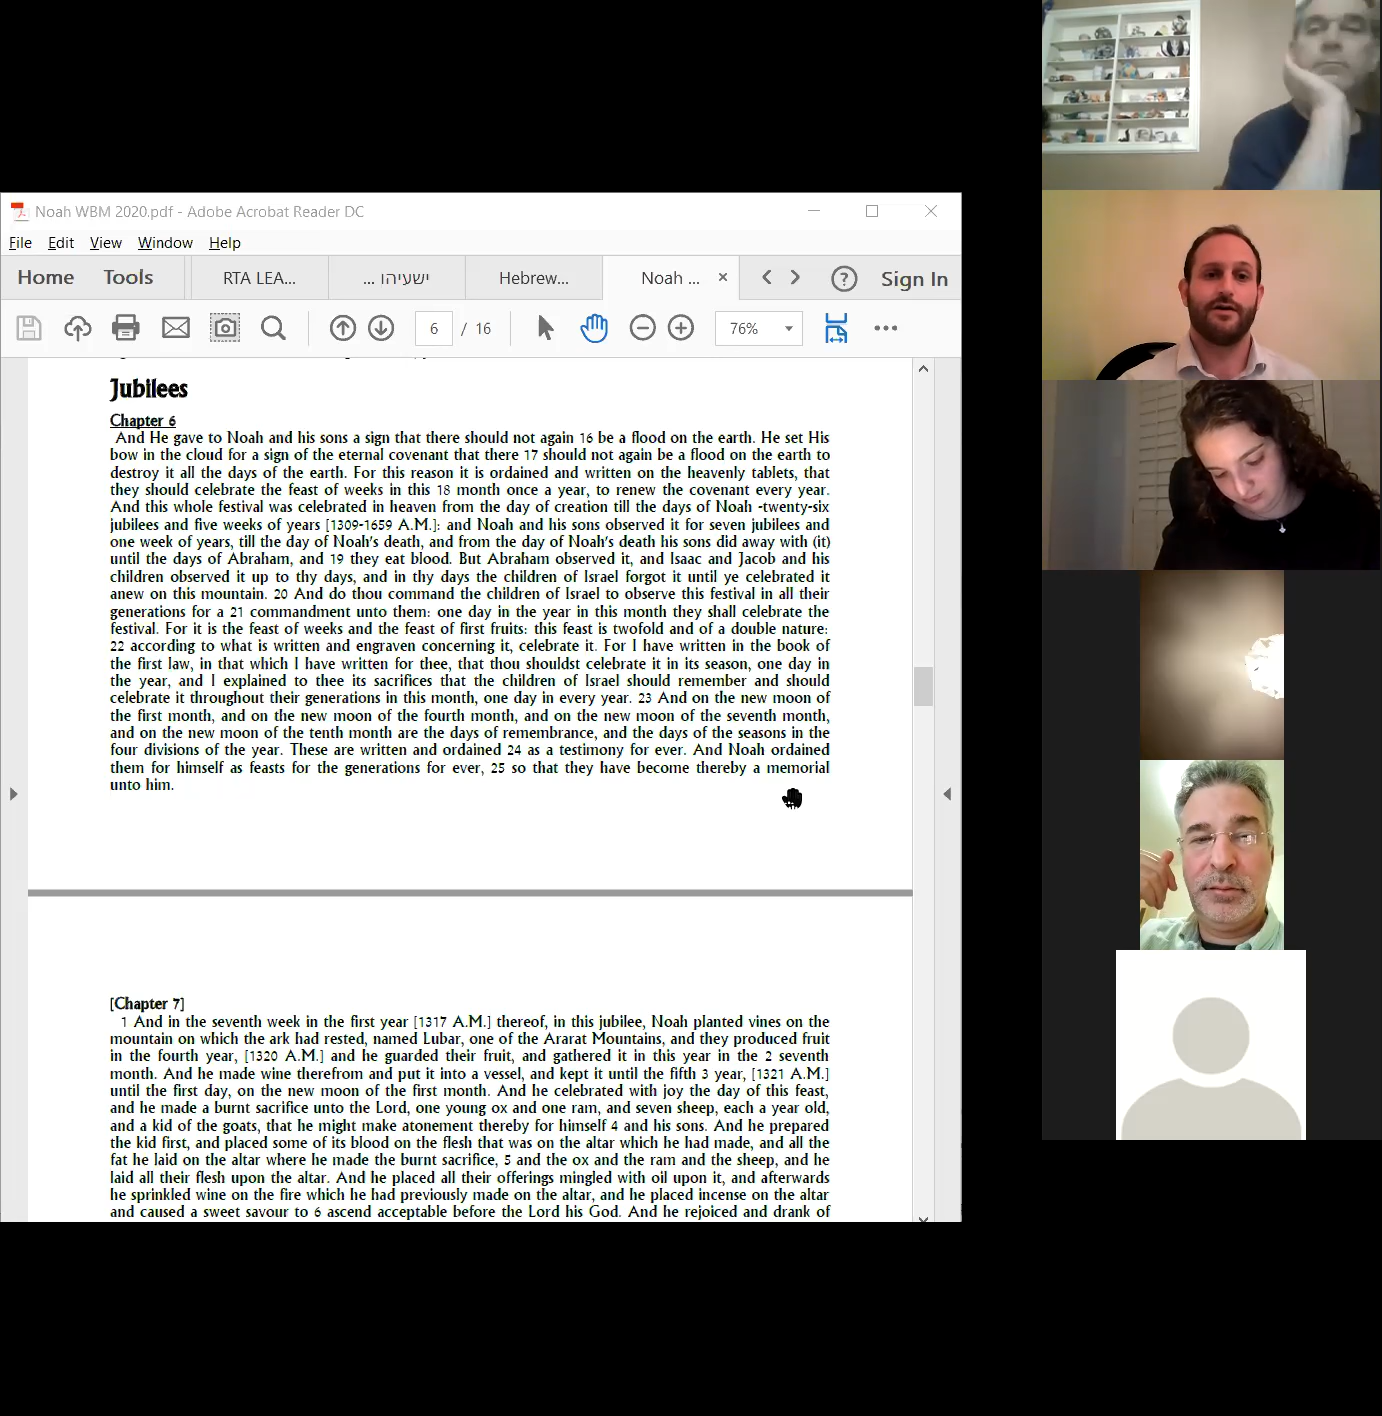 Noah WBM 2020.pdf - Adobe Acrobat Reader DC
File Edit View Window Help
Home Tools RTA LEA... ישעיהו ... Hebrew... Noah ... × Sign In
6 / 16 76%
Jubilees
Chapter 6
And He gave to Noah and his sons a sign that there should not again 16 be a flood on the earth. He set His
bow in the cloud for a sign of the eternal covenant that there 17 should not again be a flood on the earth to
destroy it all the days of the earth. For this reason it is ordained and written on the heavenly tablets, that
they should celebrate the feast of weeks in this 18 month once a year, to renew the covenant every year.
And this whole festival was celebrated in heaven from the day of creation till the days of Noah -twenty-six
jubilees and five weeks of years [1309-1659 A.M.]: and Noah and his sons observed it for seven jubilees and
one week of years, till the day of Noah's death, and from the day of Noah's death his sons did away with (it)
until the days of Abraham, and 19 they eat blood. But Abraham observed it, and Isaac and Jacob and his
children observed it up to thy days, and in thy days the children of Israel forgot it until ye celebrated it
anew on this mountain. 20 And do thou command the children of Israel to observe this festival in all their
generations for a 21 commandment unto them: one day in the year in this month they shall celebrate the
festival. For it is the feast of weeks and the feast of first fruits: this feast is twofold and of a double nature:
22 according to what is written and engraven concerning it, celebrate it. For I have written in the book of
the first law, in that which I have written for thee, that thou shouldst celebrate it in its season, one day in
the year, and I explained to thee its sacrifices that the children of Israel should remember and should
celebrate it throughout their generations in this month, one day in every year. 23 And on the new moon of
the first month, and on the new moon of the fourth month, and on the new moon of the seventh month,
and on the new moon of the tenth month are the days of remembrance, and the days of the seasons in the
four divisions of the year. These are written and ordained 24 as a testimony for ever. And Noah ordained
them for himself as feasts for the generations for ever, 25 so that they have become thereby a memorial
unto him.
[Chapter 7]
1 And in the seventh week in the first year [1317 A.M.] thereof, in this jubilee, Noah planted vines on the
mountain on which the ark had rested, named Lubar, one of the Ararat Mountains, and they produced fruit
in the fourth year, [1320 A.M.] and he guarded their fruit, and gathered it in this year in the 2 seventh
month. And he made wine therefrom and put it into a vessel, and kept it until the fifth 3 year, [1321 A.M.]
until the first day, on the new moon of the first month. And he celebrated with joy the day of this feast,
and he made a burnt sacrifice unto the Lord, one young ox and one ram, and seven sheep, each a year old,
and a kid of the goats, that he might make atonement thereby for himself 4 and his sons. And he prepared
the kid first, and placed some of its blood on the flesh that was on the altar which he had made, and all the
fat he laid on the altar where he made the burnt sacrifice, 5 and the ox and the ram and the sheep, and he
laid all their flesh upon the altar. And he placed all their offerings mingled with oil upon it, and afterwards
he sprinkled wine on the fire which he had previously made on the altar, and he placed incense on the altar
and caused a sweet savour to 6 ascend acceptable before the Lord his God. And he rejoiced and drank of